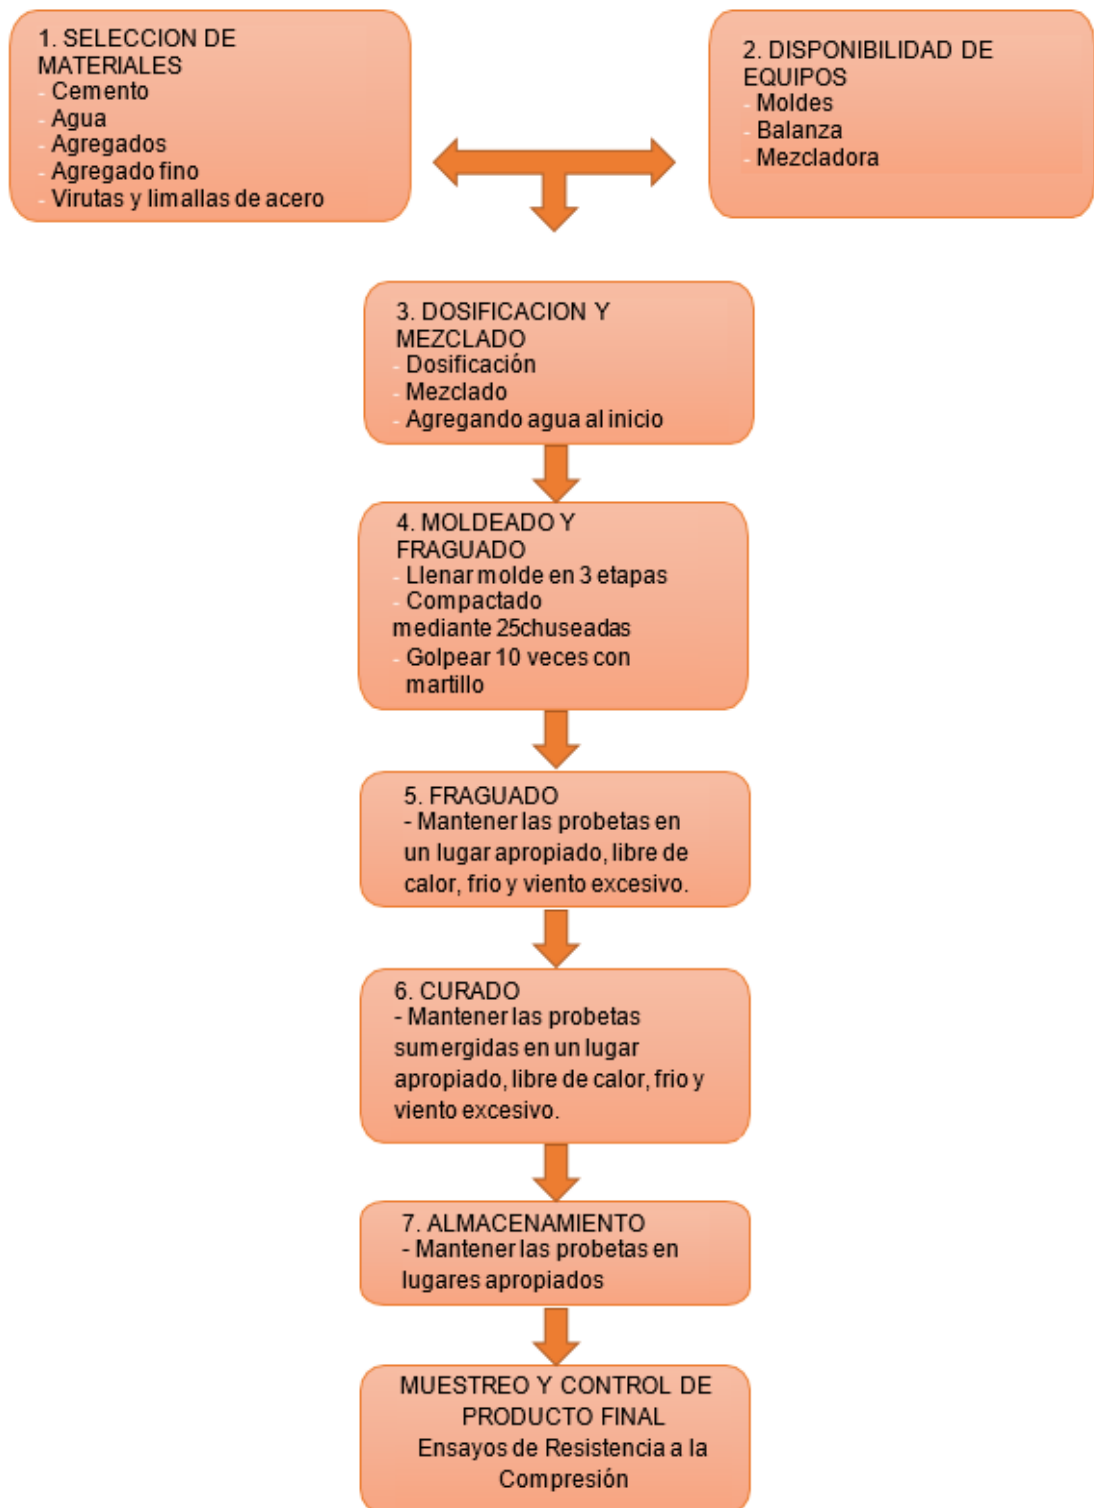 1. SELECCION DE
MATERIALES
- Cemento
- Agua
- Agregados
- Agregado fino
- Virutas y limallas de acero
2. DISPONIBILIDAD DE
EQUIPOS
- Moldes
- Balanza
- Mezcladora
3. DOSIFICACION Y
MEZCLADO
- Dosificación
- Mezclado
- Agregando agua al inicio
4. MOLDEADO Y
FRAGUADO
- Llenar molde en 3 etapas
- Compactado
mediante 25chuseadas
- Golpear 10 veces con
martillo
5. FRAGUADO
- Mantener las probetas en
un lugar apropiado, libre de
calor, frio y viento excesivo.
6. CURADO
- Mantener las probetas
sumergidas en un lugar
apropiado, libre de calor, frio y
viento excesivo.
7. ALMACENAMIENTO
- Mantener las probetas en
lugares apropiados
MUESTREO Y CONTROL DE
PRODUCTO FINAL
Ensayos de Resistencia a la
Compresión